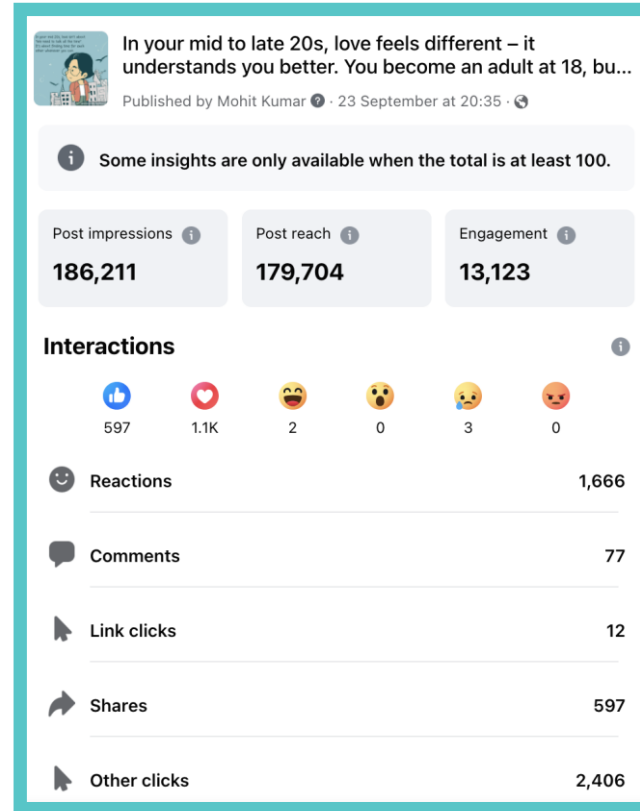 In your mid to late 20s, love feels different – it
understands you better. You become an adult at 18, bu...
Published by Mohit Kumar · 23 September at 20:35 ·
Some insights are only available when the total is at least 100.
Post impressions
186,211
Post reach
179,704
Engagement
13,123
Interactions
597 1.1K 2 0 3 0
Reactions 1,666
Comments 77
Link clicks 12
Shares 597
Other clicks 2,406